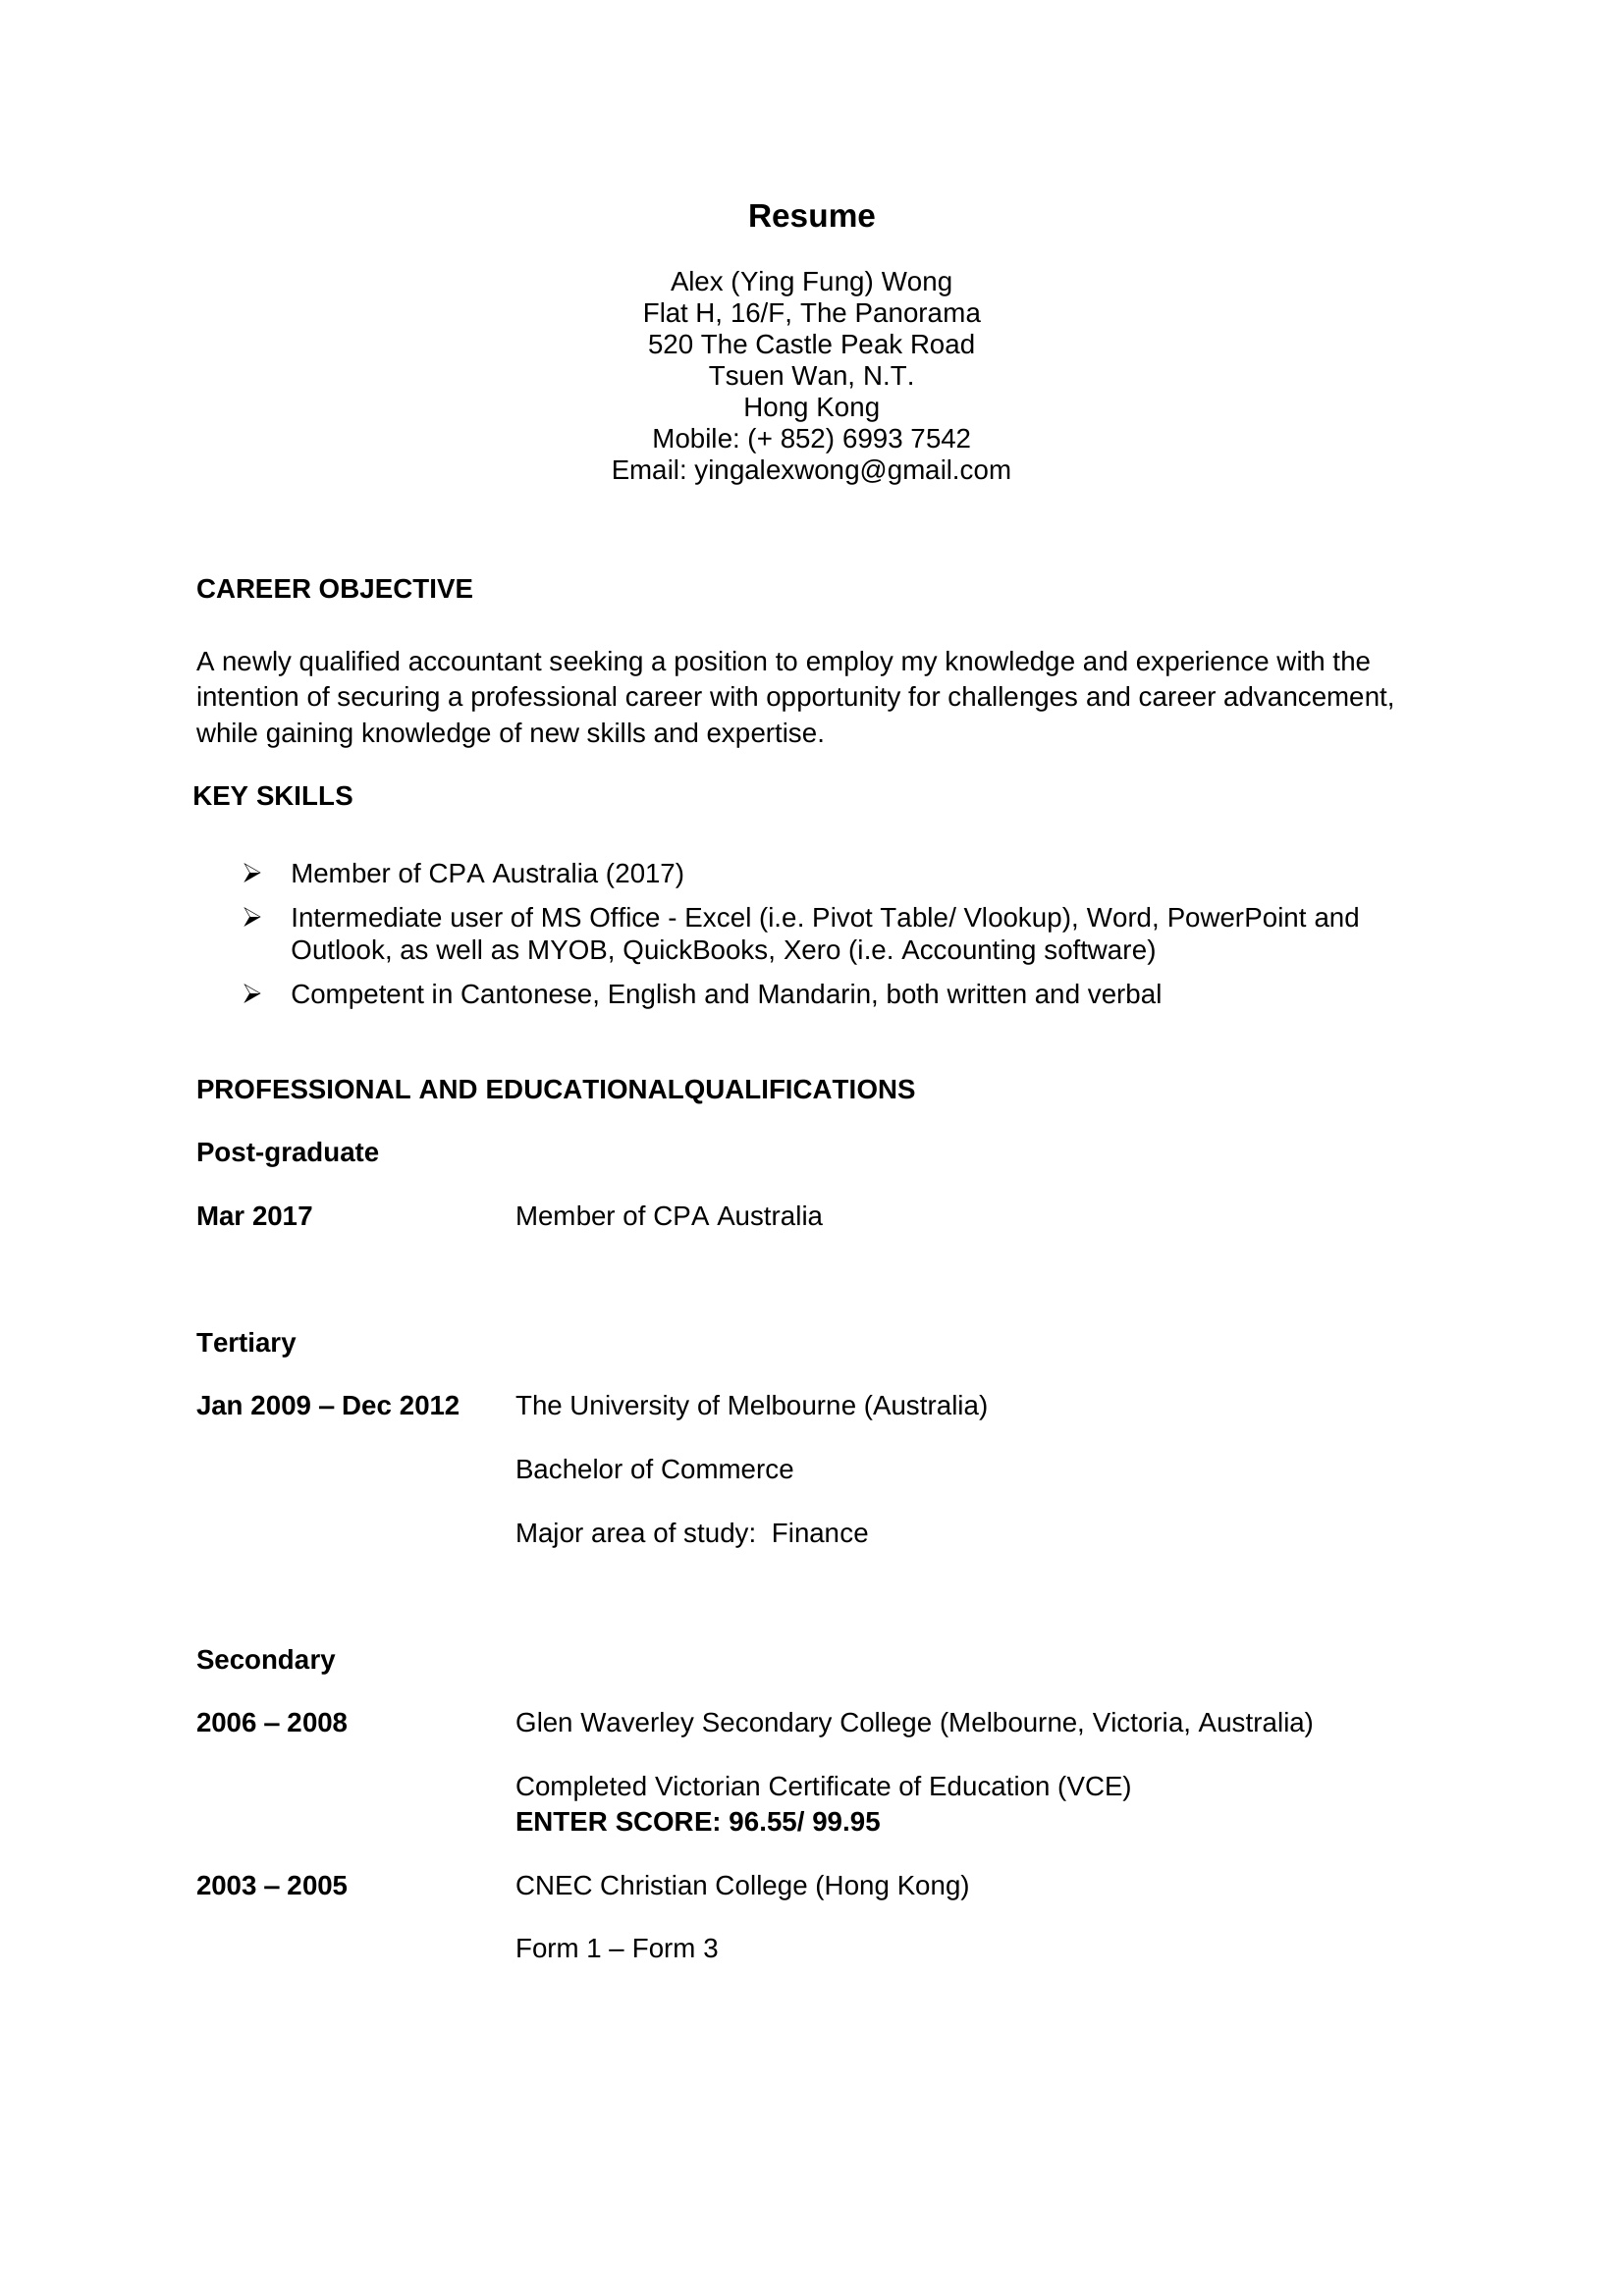 Resume
Alex (Ying Fung) Wong
Flat H, 16/F, The Panorama
520 The Castle Peak Road
Tsuen Wan, N.T.
Hong Kong
Mobile: (+ 852) 6993 7542
Email: yingalexwong@gmail.com
CAREER OBJECTIVE
A newly qualified accountant seeking a position to employ my knowledge and experience with the
intention of securing a professional career with opportunity for challenges and career advancement,
while gaining knowledge of new skills and expertise.
KEY SKILLS
➢ Member of CPA Australia (2017)
➢ Intermediate user of MS Office - Excel (i.e. Pivot Table/ Vlookup), Word, PowerPoint and
Outlook, as well as MYOB, QuickBooks, Xero (i.e. Accounting software)
➢ Competent in Cantonese, English and Mandarin, both written and verbal
PROFESSIONAL AND EDUCATIONALQUALIFICATIONS
Post-graduate
Mar 2017 Member of CPA Australia
Tertiary
Jan 2009 – Dec 2012 The University of Melbourne (Australia)
Bachelor of Commerce
Major area of study:  Finance
Secondary
2006 – 2008 Glen Waverley Secondary College (Melbourne, Victoria, Australia)
Completed Victorian Certificate of Education (VCE)
ENTER SCORE: 96.55/ 99.95
2003 – 2005 CNEC Christian College (Hong Kong)
Form 1 – Form 3